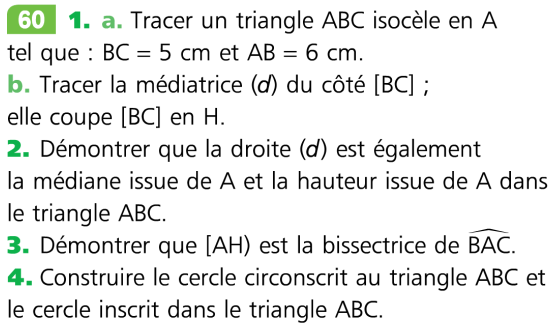 60 1. a. Tracer un triangle ABC isocèle en A
tel que : BC = 5 cm et AB = 6 cm.
b. Tracer la médiatrice (d) du côté [BC] ;
elle coupe [BC] en H.
2. Démontrer que la droite (d) est également
la médiane issue de A et la hauteur issue de A dans
le triangle ABC.
3. Démontrer que [AH) est la bissectrice de \widehat{BAC}.
4. Construire le cercle circonscrit au triangle ABC et
le cercle inscrit dans le triangle ABC.